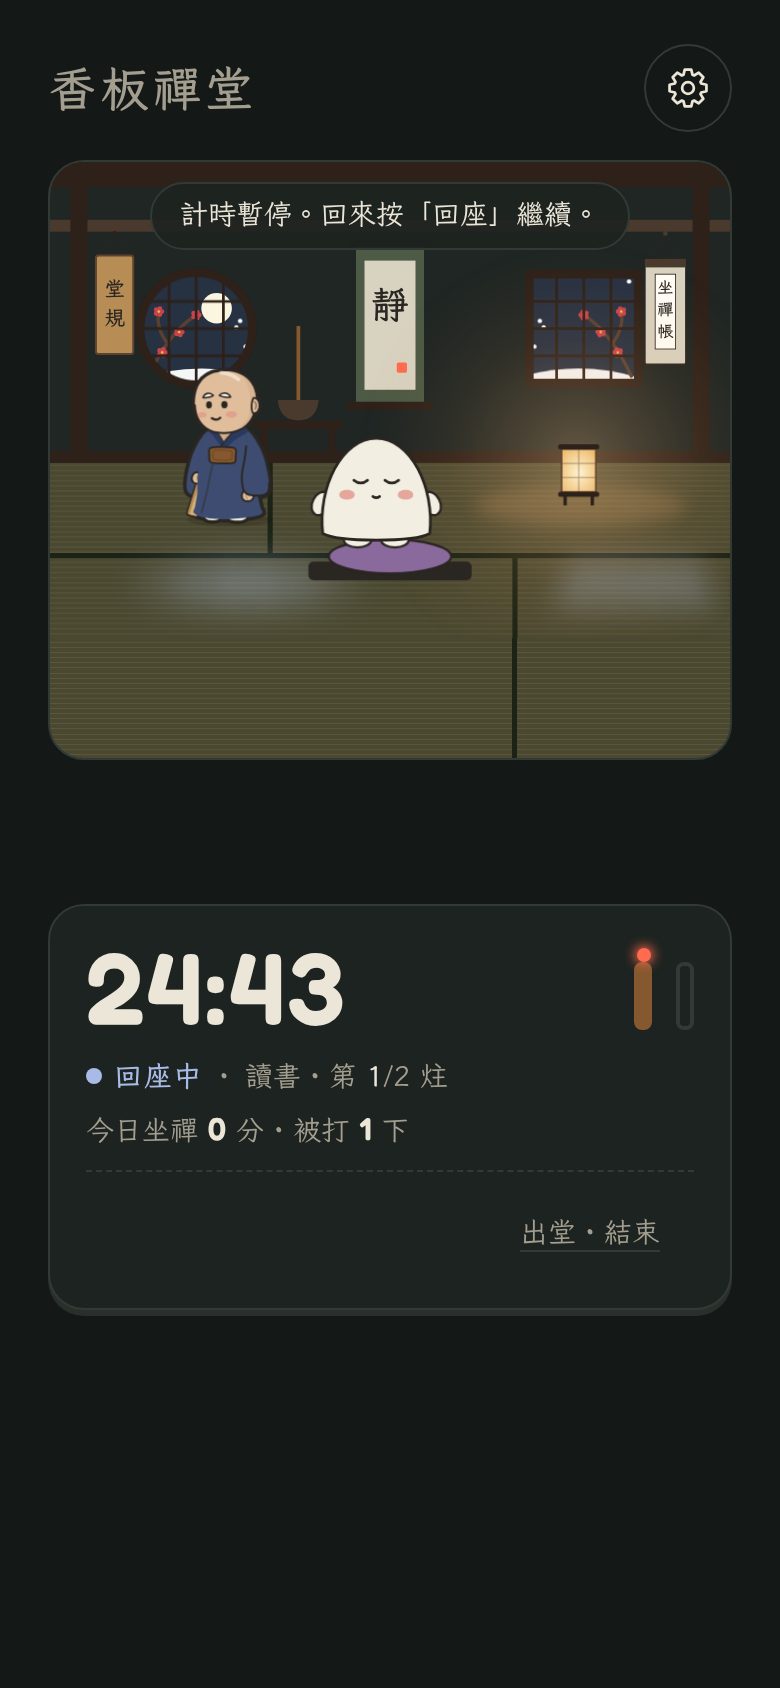 香板禪堂
計時暫停。回來按「回座」繼續。
堂規
靜
坐禪帳
24:43
回座中 · 讀書 · 第 1/2 炷
今日坐禪 0 分 · 被打 1 下
出堂 · 結束